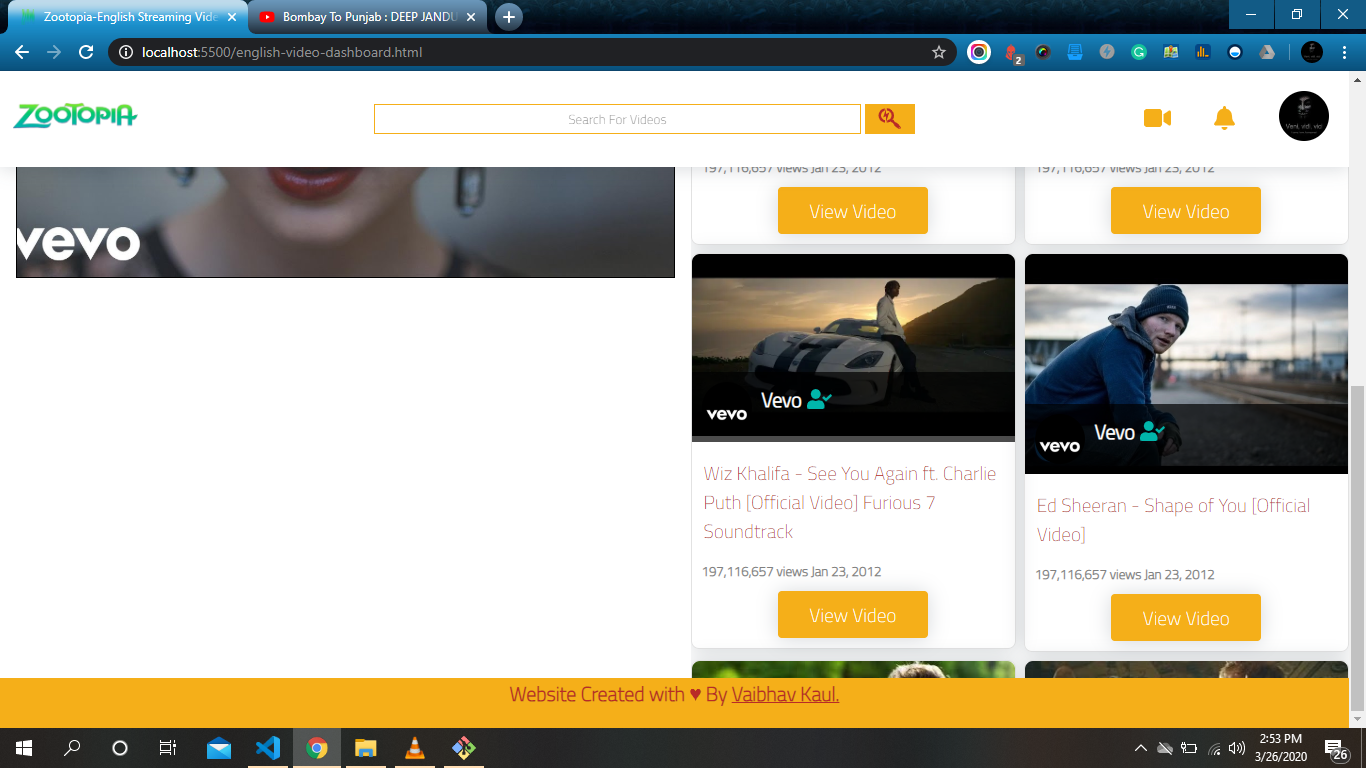 Zootopia-English Streaming Vide
Bombay To Punjab : DEEP JANDU
localhost:5500/english-video-dashboard.html
2
ZOOTOPIA
Search For Videos
Veni, vidi, vici
197,116,657 views Jan 23, 2012
197,116,657 views Jan 23, 2012
View Video
View Video
vevo
vevo
Vevo
vevo
Vevo
Wiz Khalifa - See You Again ft. Charlie
Puth [Official Video] Furious 7
Soundtrack
197,116,657 views Jan 23, 2012
View Video
Ed Sheeran - Shape of You [Official
Video]
197,116,657 views Jan 23, 2012
View Video
Website Created with ♥ By Vaibhav Kaul.
2:53 PM
3/26/2020
26